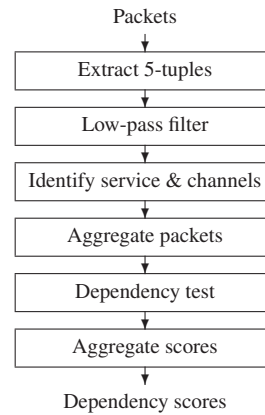 Packets
Extract 5-tuples
Low-pass filter
Identify service & channels
Aggregate packets
Dependency test
Aggregate scores
Dependency scores